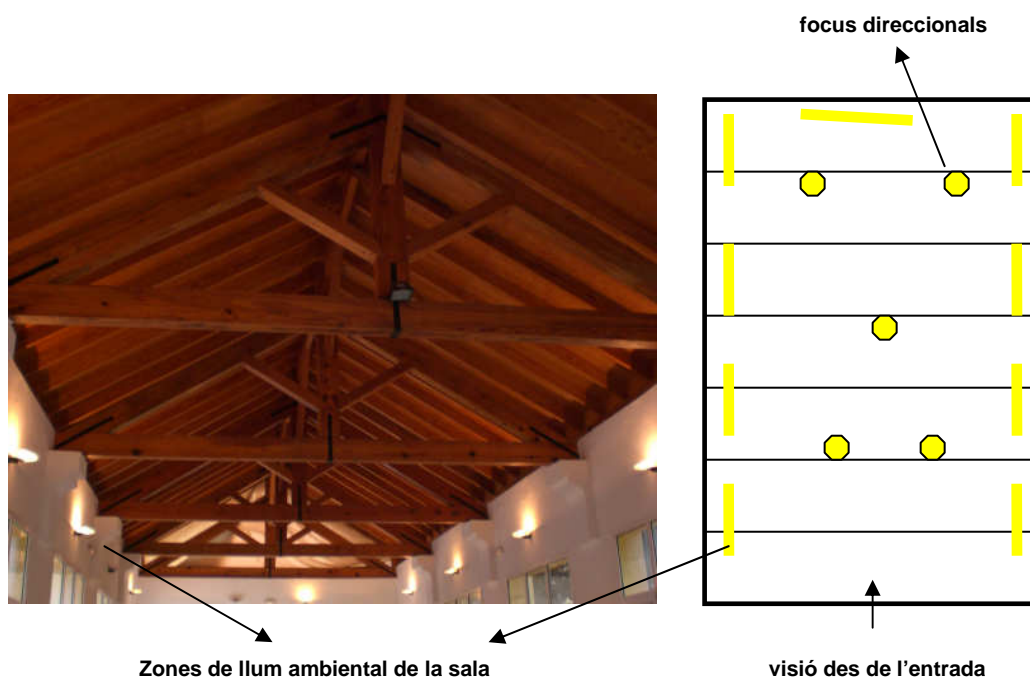 focus direccionals
Zones de llum ambiental de la sala
visió des de l'entrada